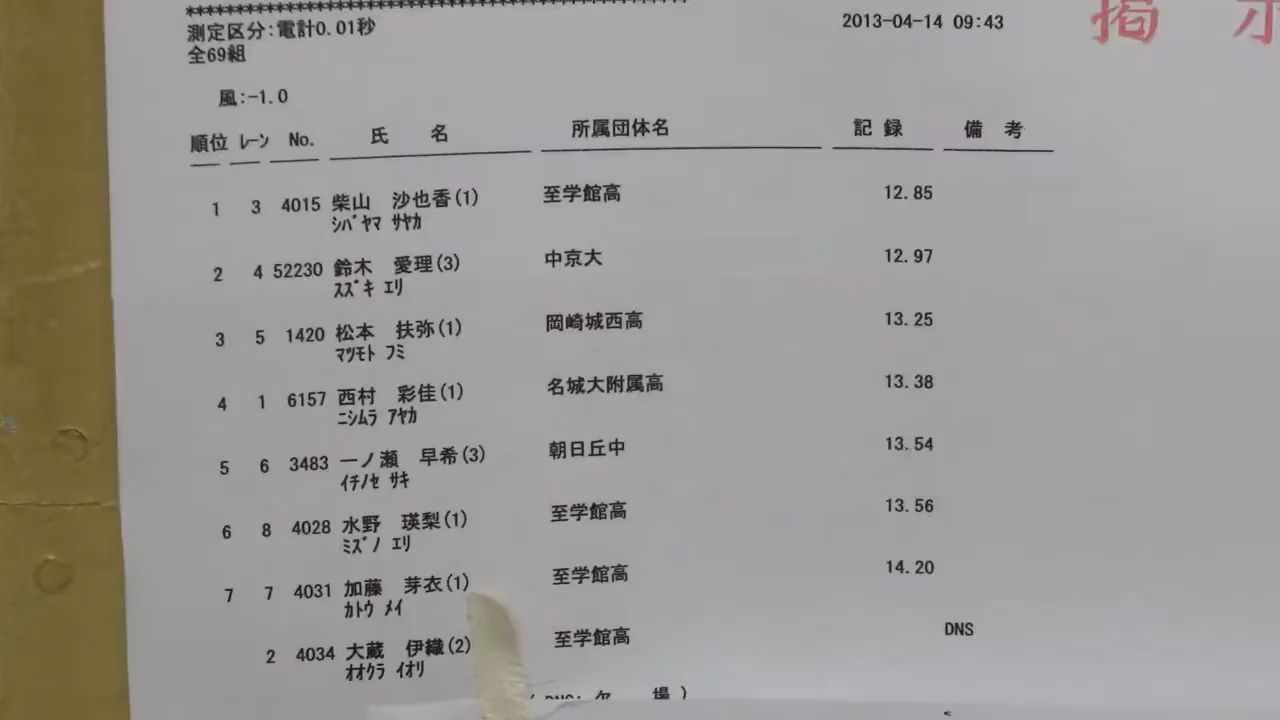 ************************************************
測定区分:電計0.01秒 2013-04-14 09:43 掲 示
全69組
風:-1.0
順位 ﾚｰﾝ No. 氏 名 所属団体名 記 録 備 考
1 3 4015 柴山 沙也香(1) 至学館高 12.85
ｼﾊﾞﾔﾏ ｻﾔｶ
2 4 52230 鈴木 愛理(3) 中京大 12.97
ｽｽﾞｷ ｴﾘ
3 5 1420 松本 扶弥(1) 岡崎城西高 13.25
ﾏﾂﾓﾄ ﾌﾐ
4 1 6157 西村 彩佳(1) 名城大附属高 13.38
ﾆｼﾑﾗ ｱﾔｶ
5 6 3483 一ノ瀬 早希(3) 朝日丘中 13.54
ｲﾁﾉｾ ｻｷ
6 8 4028 水野 瑛梨(1) 至学館高 13.56
ﾐｽﾞﾉ ｴﾘ
7 7 4031 加藤 芽衣(1) 至学館高 14.20
ｶﾄｳ ﾒｲ
2 4034 大蔵 伊織(2) 至学館高 DNS
ｵｵｸﾗ ｲｵﾘ
( DNS: 欠 場 )